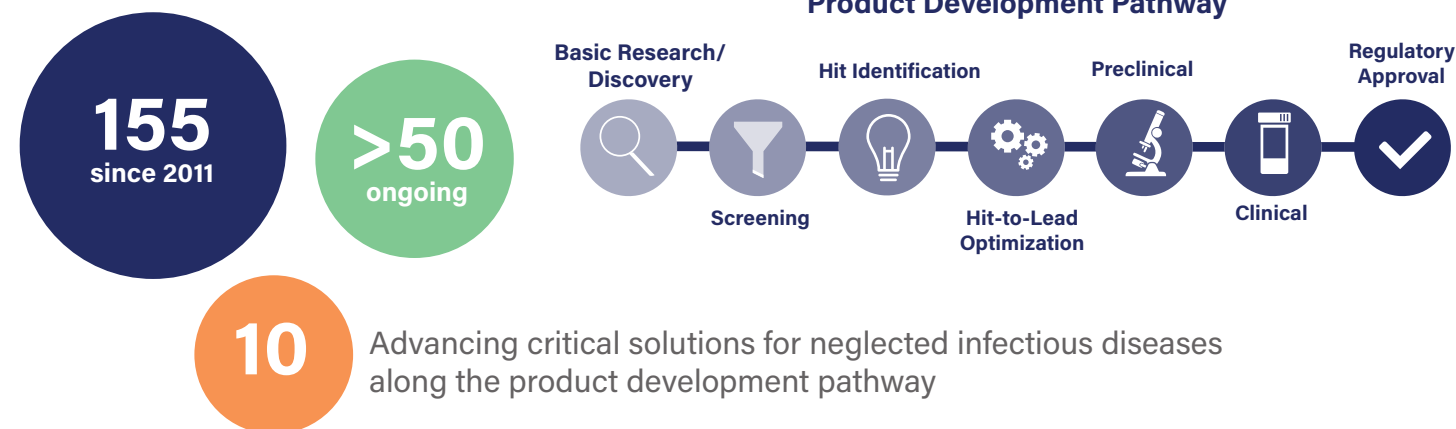 155
since 2011
>50
ongoing
Product Development Pathway
Basic Research/
Discovery
Screening
Hit Identification
Hit-to-Lead
Optimization
Preclinical
Clinical
Regulatory
Approval
10
Advancing critical solutions for neglected infectious diseases
along the product development pathway